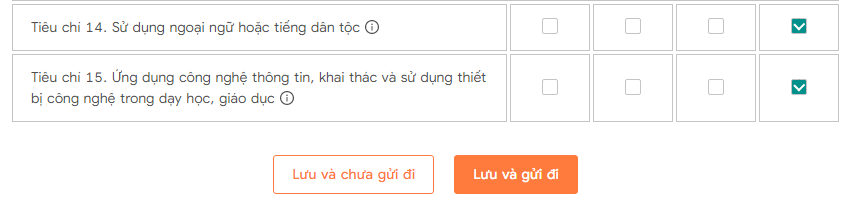 Tiêu chí 14. Sử dụng ngoại ngữ hoặc tiếng dân tộc
Tiêu chí 15. Ứng dụng công nghệ thông tin, khai thác và sử dụng thiết
bị công nghệ trong dạy học, giáo dục
Lưu và chưa gửi đi
Lưu và gửi đi